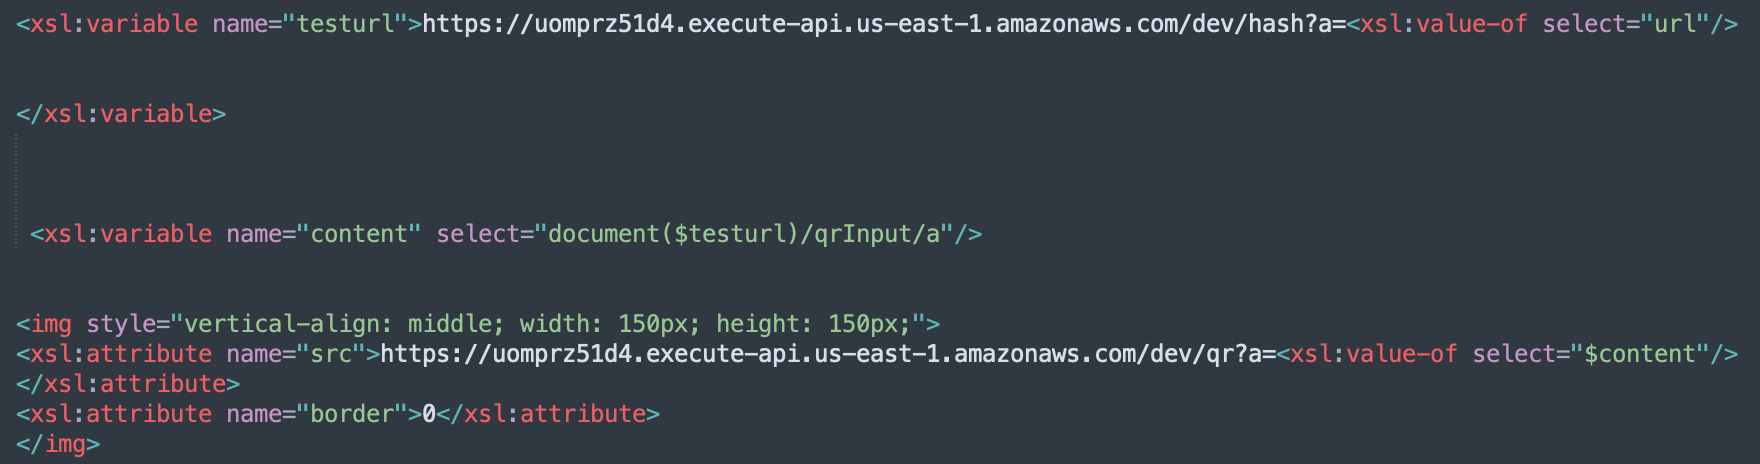 <xsl:variable name="testurl">https://uomprz51d4.execute-api.us-east-1.amazonaws.com/dev/hash?a=<xsl:value-of select="url"/>
</xsl:variable>
<xsl:variable name="content" select="document($testurl)/qrInput/a"/>
<img style="vertical-align: middle; width: 150px; height: 150px;">
<xsl:attribute name="src">https://uomprz51d4.execute-api.us-east-1.amazonaws.com/dev/qr?a=<xsl:value-of select="$content"/>
</xsl:attribute>
<xsl:attribute name="border">0</xsl:attribute>
</img>